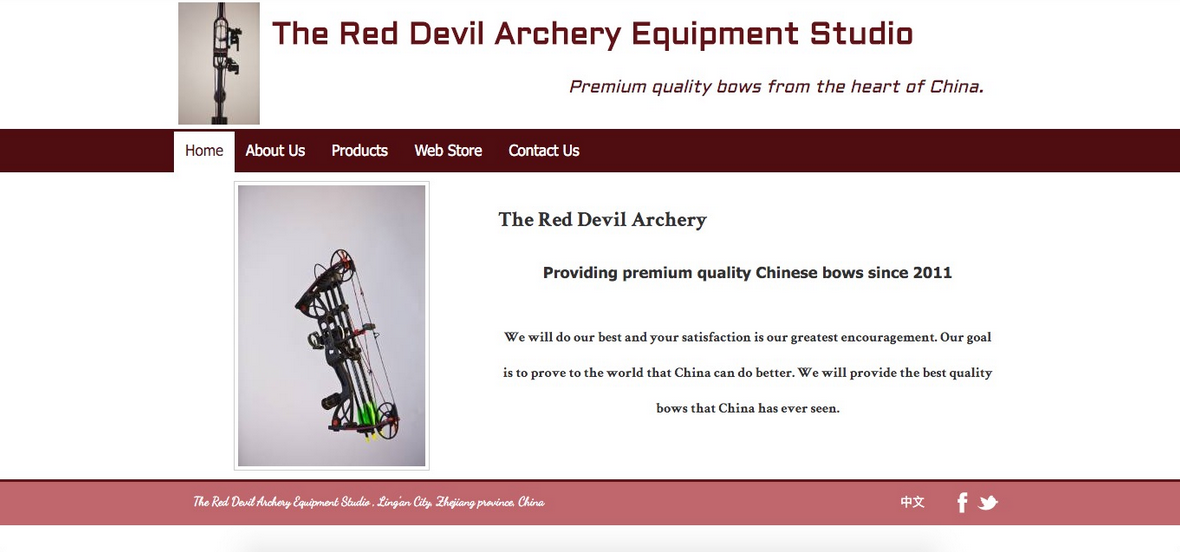 The Red Devil Archery Equipment Studio
Premium quality bows from the heart of China.
Home About Us Products Web Store Contact Us
The Red Devil Archery
Providing premium quality Chinese bows since 2011
We will do our best and your satisfaction is our greatest encouragement. Our goal
is to prove to the world that China can do better. We will provide the best quality
bows that China has ever seen.
The Red Devil Archery Equipment Studio , Ling'an City, Zhejiang province, China 中文